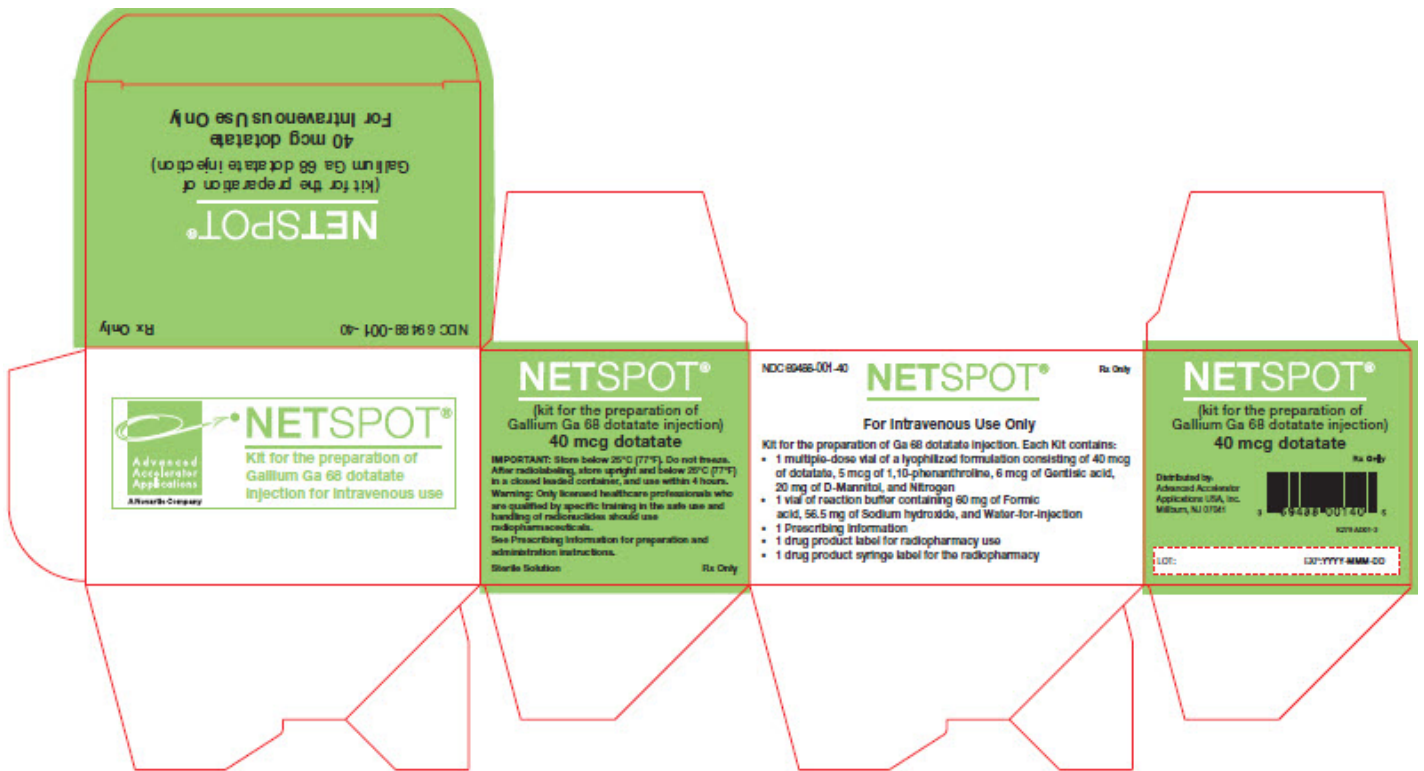 NETSPOT®
(kit for the preparation of
Gallium Ga 68 dotatate injection)
40 mcg dotatate
For Intravenous Use Only
NDC 69488-001-40
Rx Only
Advanced
Accelerator
Applications
A Novartis Company
NETSPOT®
Kit for the preparation of
Gallium Ga 68 dotatate
injection for intravenous use
NETSPOT®
(kit for the preparation of
Gallium Ga 68 dotatate injection)
40 mcg dotatate
IMPORTANT: Store below 25°C (77°F). Do not freeze.
After radiolabeling, store upright and below 25°C (77°F)
in a closed leaded container, and use within 4 hours.
Warning: Only licensed healthcare professionals who
are qualified by specific training in the safe use and
handling of radionuclides should use
radiopharmaceuticals.
See Prescribing Information for preparation and
administration instructions.
Sterile Solution
Rx Only
NDC 69488-001-40
NETSPOT®
Rx Only
For Intravenous Use Only
Kit for the preparation of Ga 68 dotatate injection. Each Kit contains:
• 1 multiple-dose vial of a lyophilized formulation consisting of 40 mcg
of dotatate, 5 mcg of 1,10-phenanthroline, 6 mcg of Gentisic acid,
20 mg of D-Mannitol, and Nitrogen
• 1 vial of reaction buffer containing 60 mg of Formic
acid, 56.5 mg of Sodium hydroxide, and Water-for-injection
• 1 Prescribing Information
• 1 drug product label for radiopharmacy use
• 1 drug product syringe label for the radiopharmacy
NETSPOT®
(kit for the preparation of
Gallium Ga 68 dotatate injection)
40 mcg dotatate
Rx Only
Distributed by:
Advanced Accelerator
Applications USA, Inc.
Millburn, NJ 07041
3 69488 00140 5
LOT:
EXP:YYYY-MMM-DD